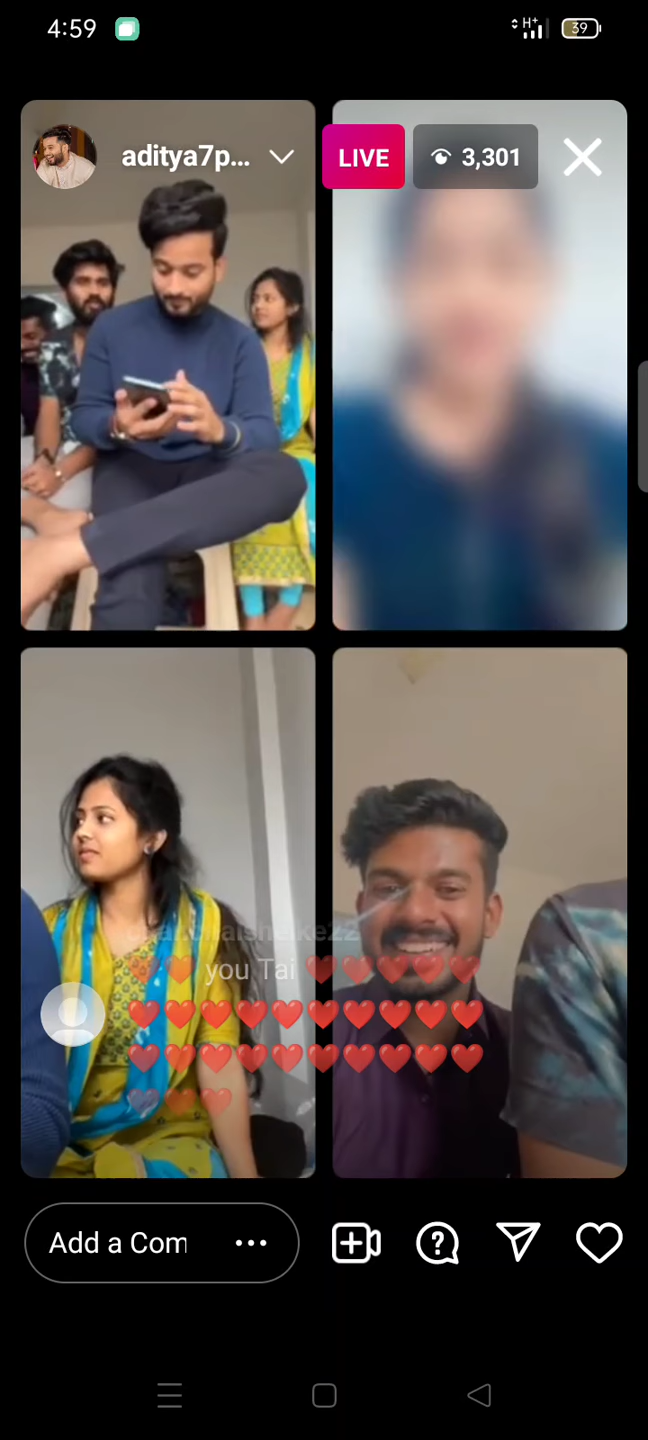 4:59
H+
39
aditya7p...
LIVE
3,301
you Tai ❤️❤️❤️❤️❤️
❤️❤️❤️❤️❤️❤️❤️❤️❤️❤️
❤️❤️❤️❤️❤️❤️❤️❤️❤️❤️
❤️❤️❤️
Add a Com